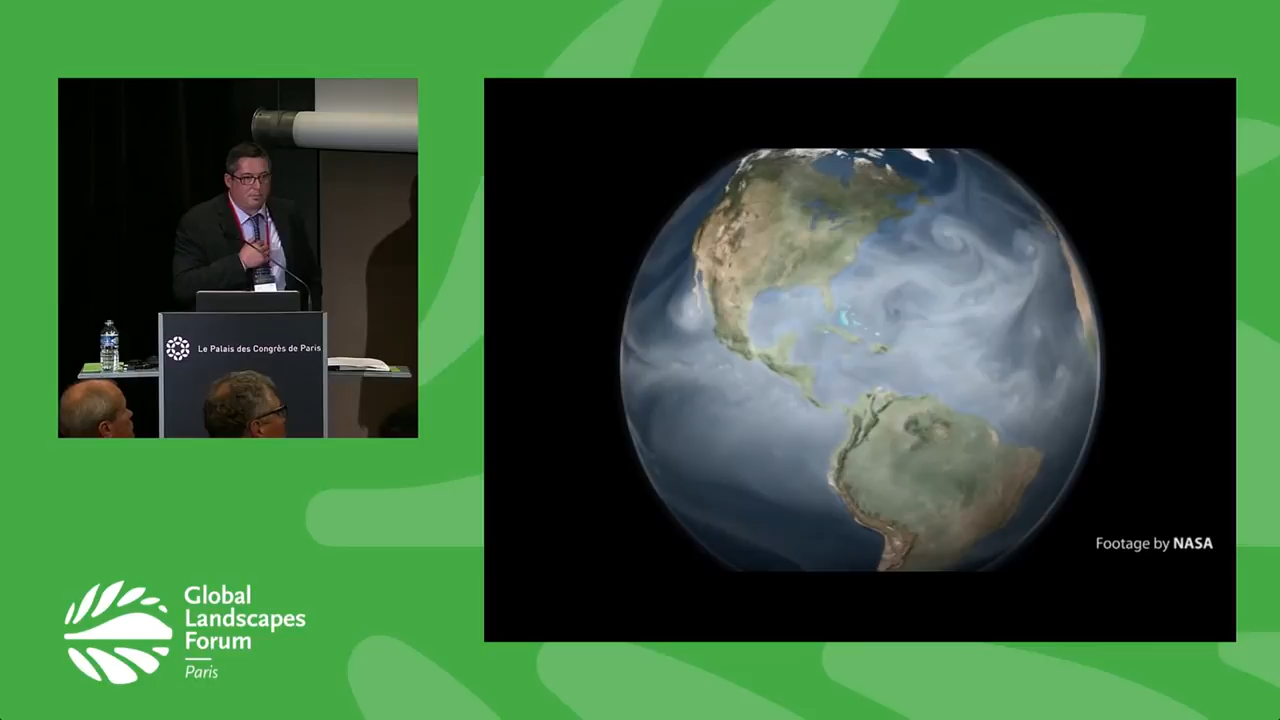 Le Palais des Congrès de Paris
Footage by NASA
Global
Landscapes
Forum
Paris